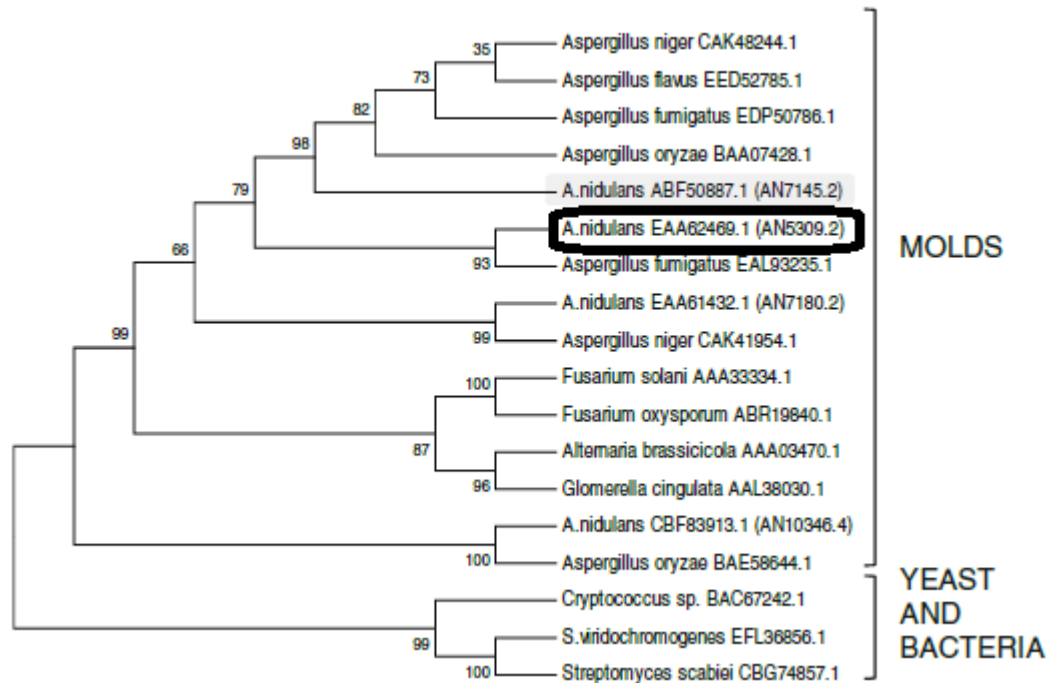 Aspergillus niger CAK48244.1
35
Aspergillus flavus EED52785.1
73
Aspergillus fumigatus EDP50786.1
82
Aspergillus oryzae BAA07428.1
98
A.nidulans ABF50887.1 (AN7145.2)
79
A.nidulans EAA62469.1 (AN5309.2)
MOLDS
66
93
Aspergillus fumigatus EAL93235.1
A.nidulans EAA61432.1 (AN7180.2)
99
99
Aspergillus niger CAK41954.1
Fusarium solani AAA33334.1
100
Fusarium oxysporum ABR19840.1
87
Alternaria brassicicola AAA03470.1
96
Glomerella cingulata AAL38030.1
A.nidulans CBF83913.1 (AN10346.4)
100
Aspergillus oryzae BAE58644.1
YEAST
AND
BACTERIA
Cryptococcus sp. BAC67242.1
99
S.viridochromogenes EFL36856.1
100
Streptomyces scabiei CBG74857.1